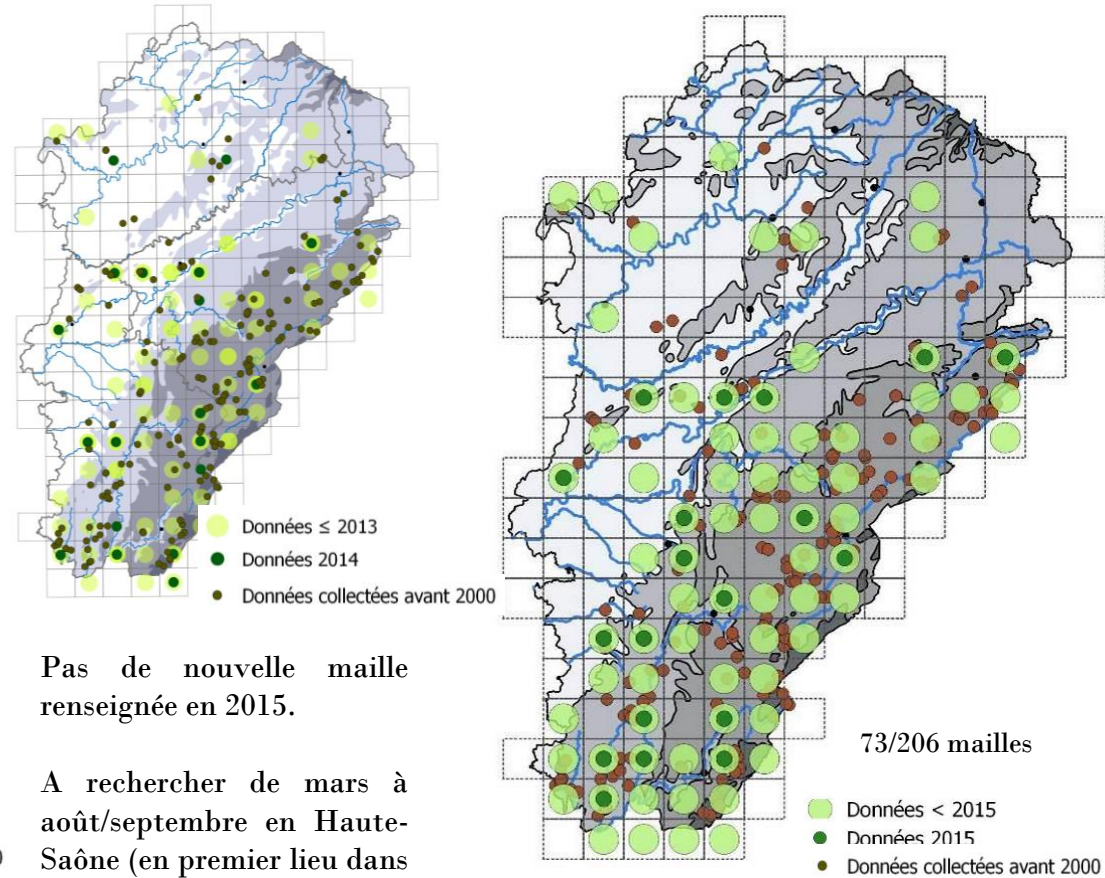 Données ≤ 2013
Données 2014
Données collectées avant 2000
Pas de nouvelle maille
renseignée en 2015.
A rechercher de mars à
août/septembre en Haute-
Saône (en premier lieu dans
73/206 mailles
Données < 2015
Données 2015
Données collectées avant 2000